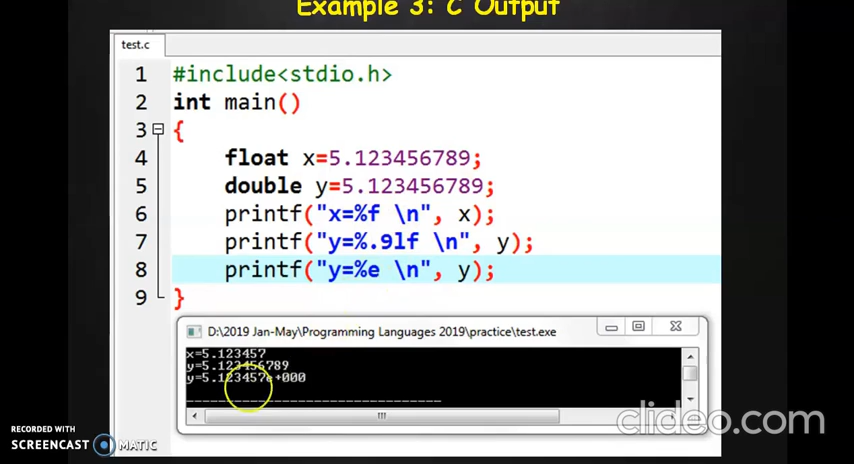 Example 3: C Output
test.c
1 #include<stdio.h>
2 int main()
3 {
4 float x=5.123456789;
5 double y=5.123456789;
6 printf("x=%f \n", x);
7 printf("y=%.9lf \n", y);
8 printf("y=%e \n", y);
9 }
D:\2019 Jan-May\Programming Languages 2019\practice\test.exe
x=5.123457
y=5.123456789
y=5.123457e+000
--------------------------------
RECORDED WITH
SCREENCAST MATIC
clideo.com